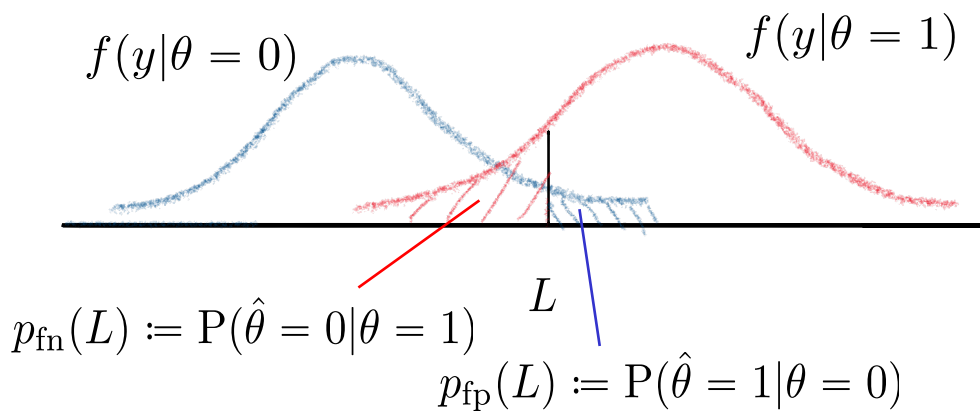 f(y|θ = 0)
f(y|θ = 1)
L
p_fn(L) ≔ P(θ̂ = 0|θ = 1)
p_fp(L) ≔ P(θ̂ = 1|θ = 0)